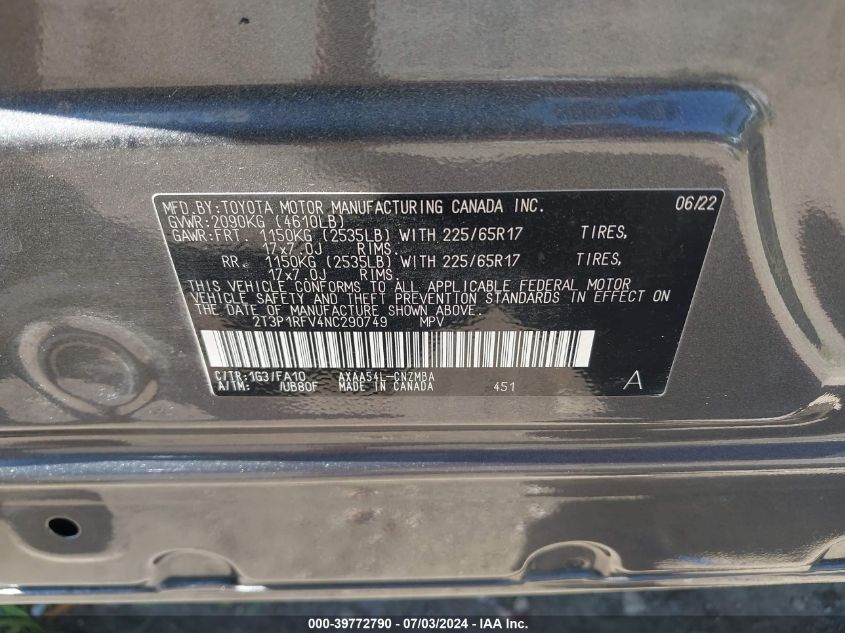 MFD.BY:TOYOTA MOTOR MANUFACTURING CANADA INC. 06/22
GVWR:2090KG (4610LB)
GAWR:FRT. 1150KG (2535LB) WITH 225/65R17 TIRES,
17x7.0J RIMS.
RR. 1150KG (2535LB) WITH 225/65R17 TIRES,
17x7.0J RIMS.
THIS VEHICLE CONFORMS TO ALL APPLICABLE FEDERAL MOTOR
VEHICLE SAFETY AND THEFT PREVENTION STANDARDS IN EFFECT ON
THE DATE OF MANUFACTURE SHOWN ABOVE.
2T3P1RFV4NC290749 MPV
C/TR:1G3/FA10 AXAA54L-CNZMBA
A/TM: /UB80F MADE IN CANADA 451 A
000-39772790 - 07/03/2024 - COPYRIGHT © IAA, LLC.